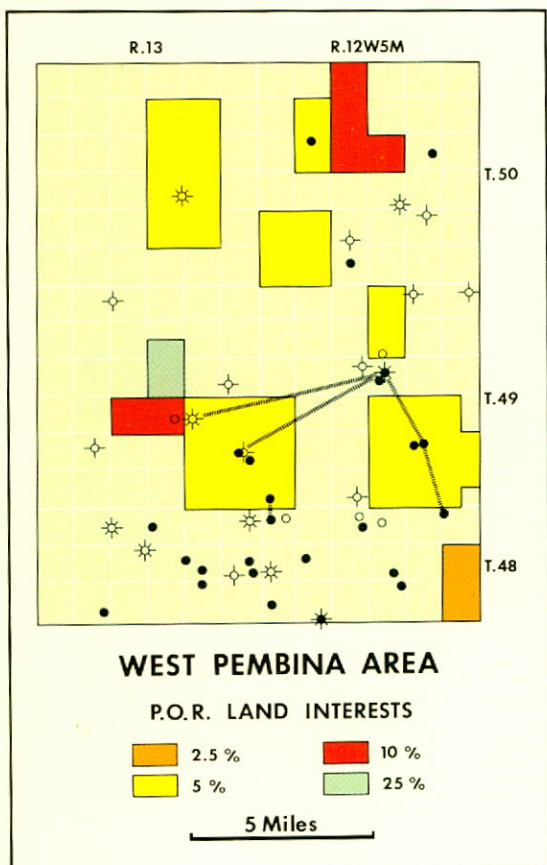 R.13 R.12W5M
T.50
T.49
T.48
WEST PEMBINA AREA
P.O.R. LAND INTERESTS
2.5 % 10 %
5 % 25 %
5 Miles